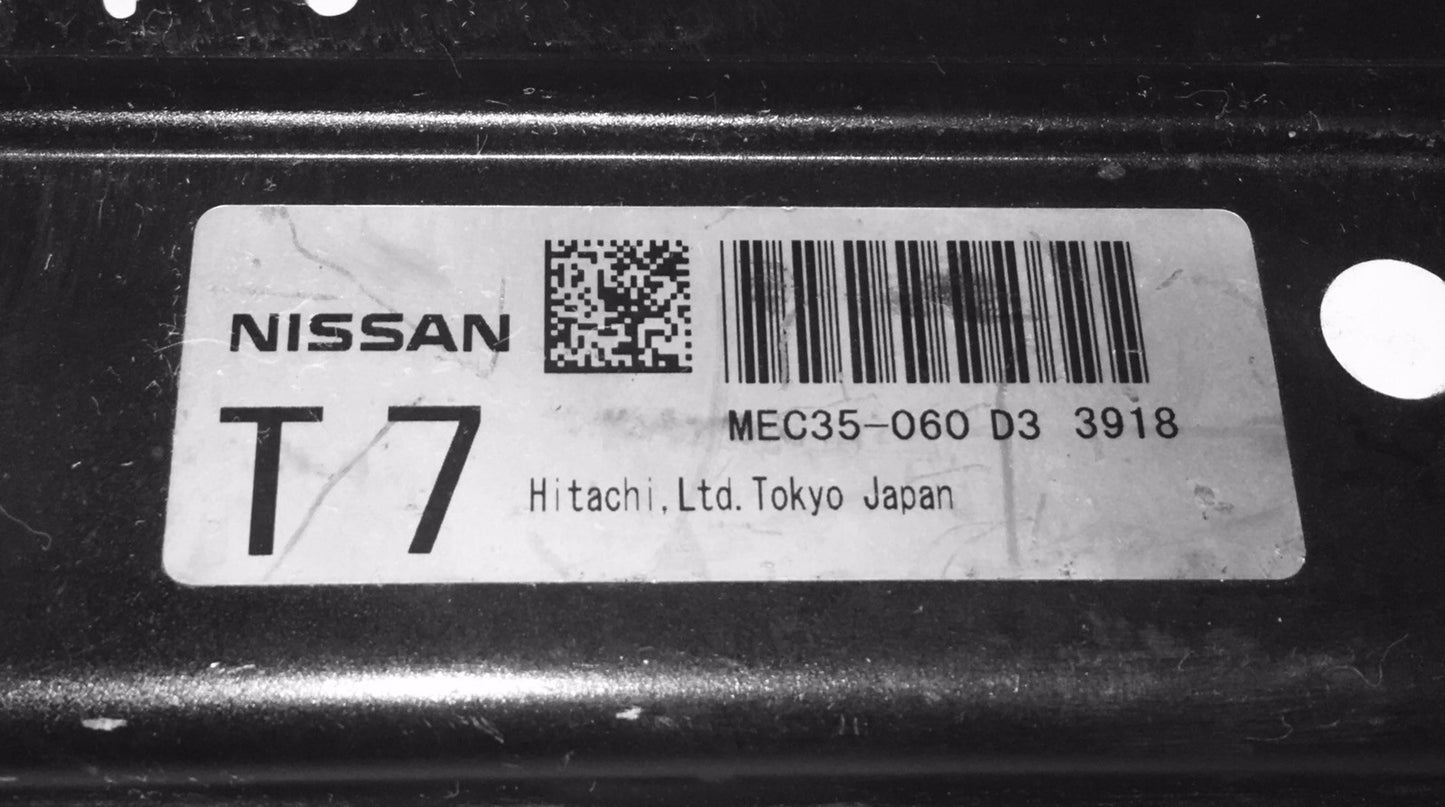 NISSAN
T7
MEC35-060 D3 3918
Hitachi,Ltd.Tokyo Japan